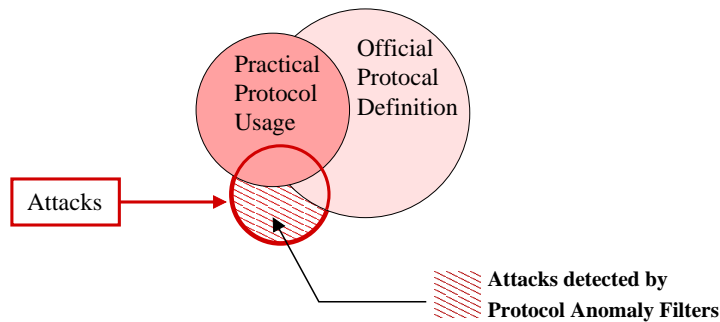 Practical
Protocol
Usage
Official
Protocal
Definition
Attacks
Attacks detected by
Protocol Anomaly Filters